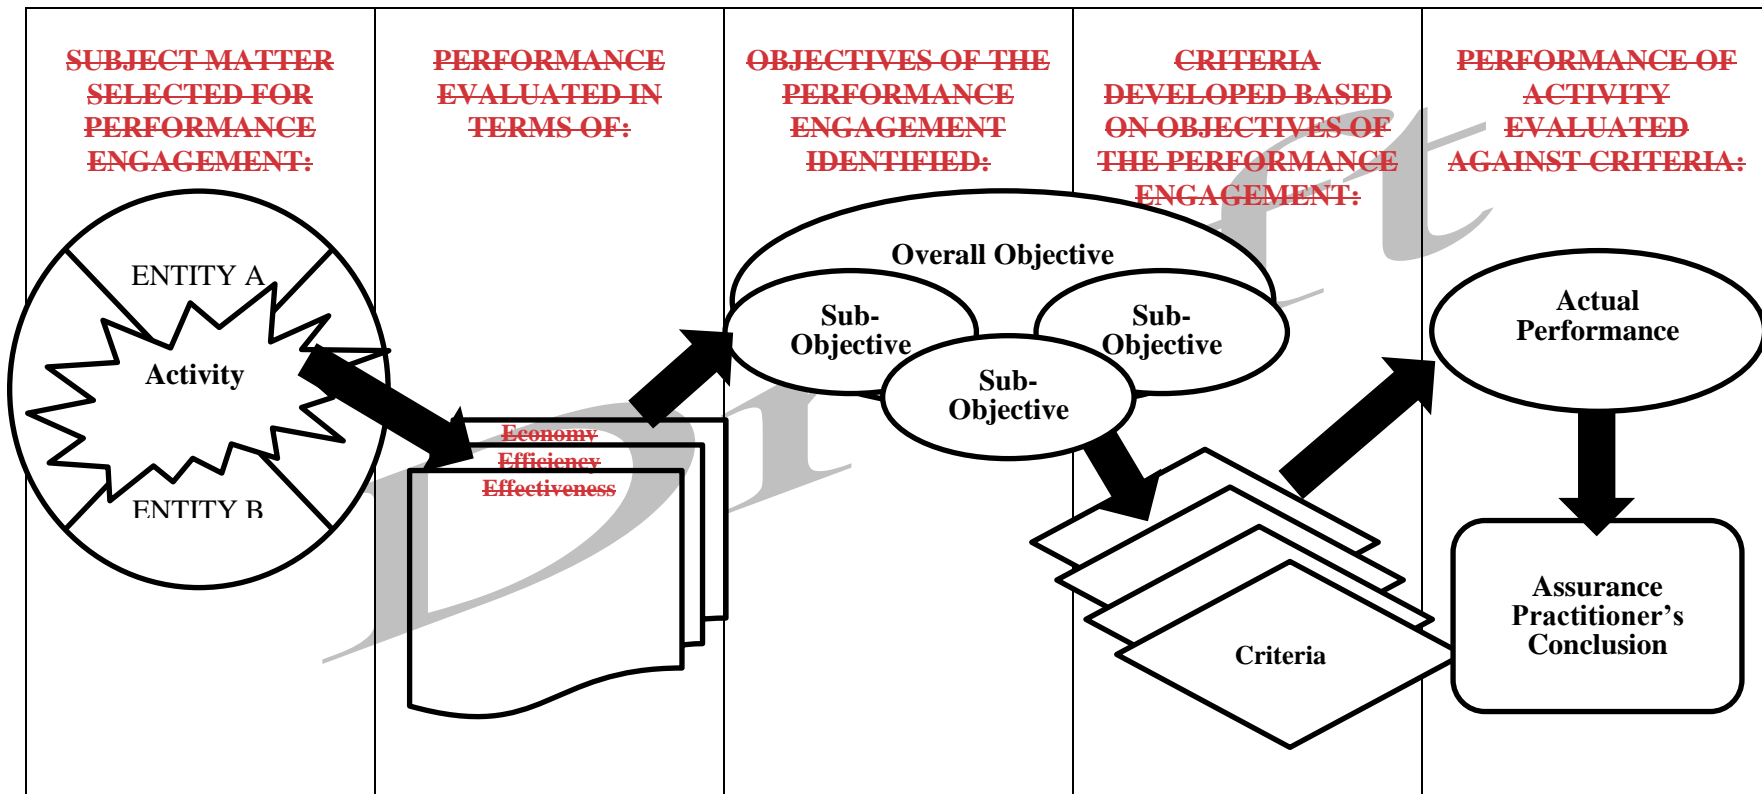 SUBJECT MATTER
SELECTED FOR
PERFORMANCE
ENGAGEMENT:
PERFORMANCE
EVALUATED IN
TERMS OF:
OBJECTIVES OF THE
PERFORMANCE
ENGAGEMENT
IDENTIFIED:
CRITERIA
DEVELOPED BASED
ON OBJECTIVES OF
THE PERFORMANCE
ENGAGEMENT:
PERFORMANCE OF
ACTIVITY
EVALUATED
AGAINST CRITERIA:
ENTITY A
Activity
ENTITY B
Economy
Efficiency
Effectiveness
Overall Objective
Sub-
Objective
Sub-
Objective
Sub-
Objective
Criteria
Actual
Performance
Assurance
Practitioner’s
Conclusion
Draft